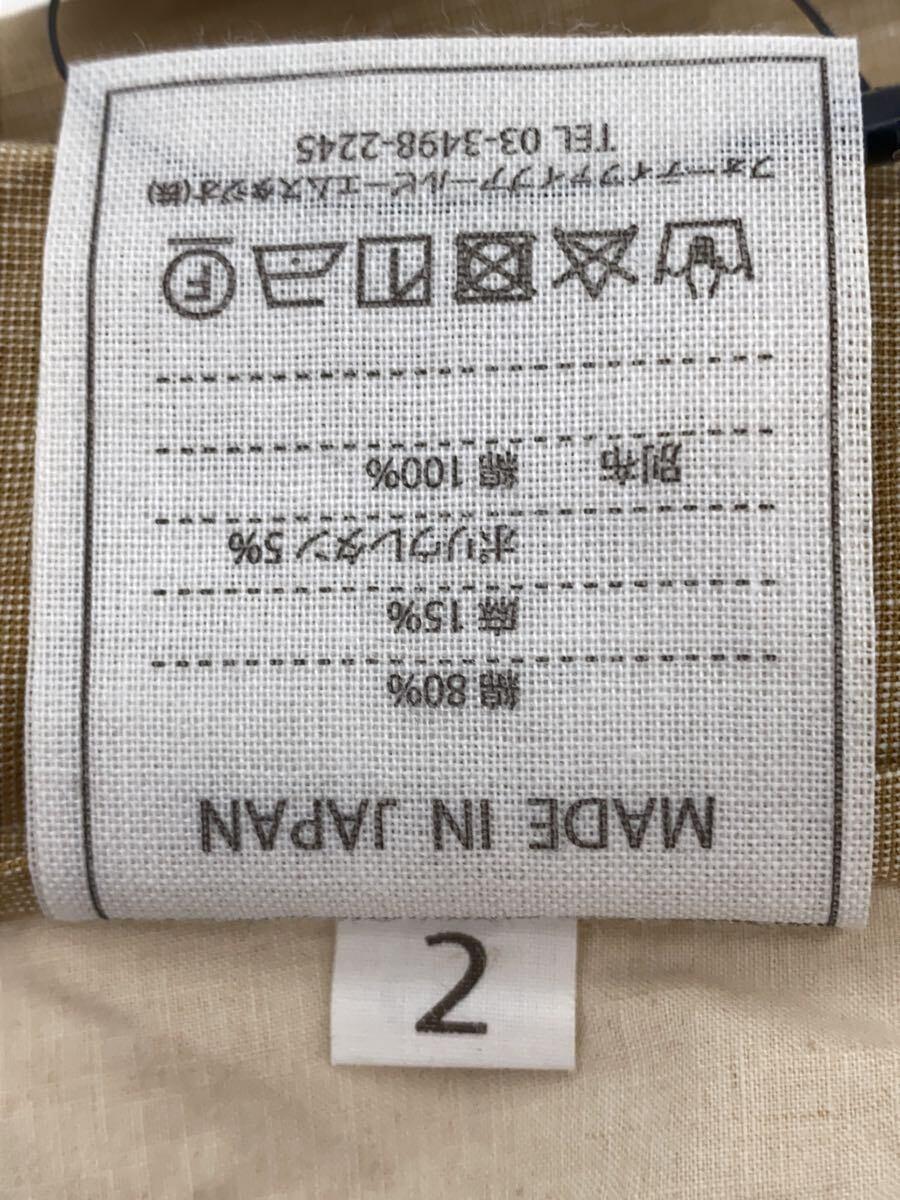 2
MADE IN JAPAN
綿 80%
麻 15%
ポリウレタン 5%
別布 綿 100%
F
フォーティファイブアールピーエムスタジオ(株)
TEL 03-3498-2245